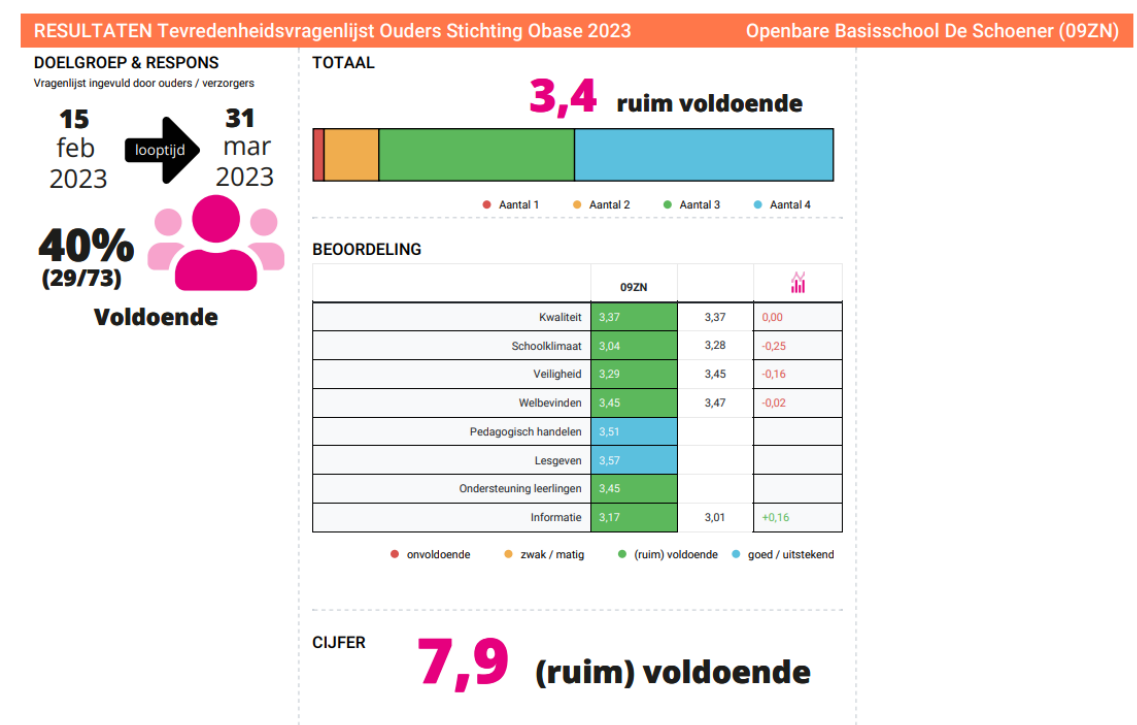 RESULTATEN Tevredenheidsvragenlijst Ouders Stichting Obase 2023 Openbare Basisschool De Schoener (09ZN)
DOELGROEP & RESPONS
Vragenlijst ingevuld door ouders / verzorgers
15 feb 2023
looptijd
31 mar 2023
40%
(29/73)
Voldoende
TOTAAL
3,4 ruim voldoende
Aantal 1 Aantal 2 Aantal 3 Aantal 4
BEOORDELING
09ZN
Kwaliteit 3,37 3,37 0,00
Schoolklimaat 3,04 3,28 -0,25
Veiligheid 3,29 3,45 -0,16
Welbevinden 3,45 3,47 -0,02
Pedagogisch handelen 3,51
Lesgeven 3,57
Ondersteuning leerlingen 3,45
Informatie 3,17 3,01 +0,16
onvoldoende zwak / matig (ruim) voldoende goed / uitstekend
CIJFER
7,9 (ruim) voldoende